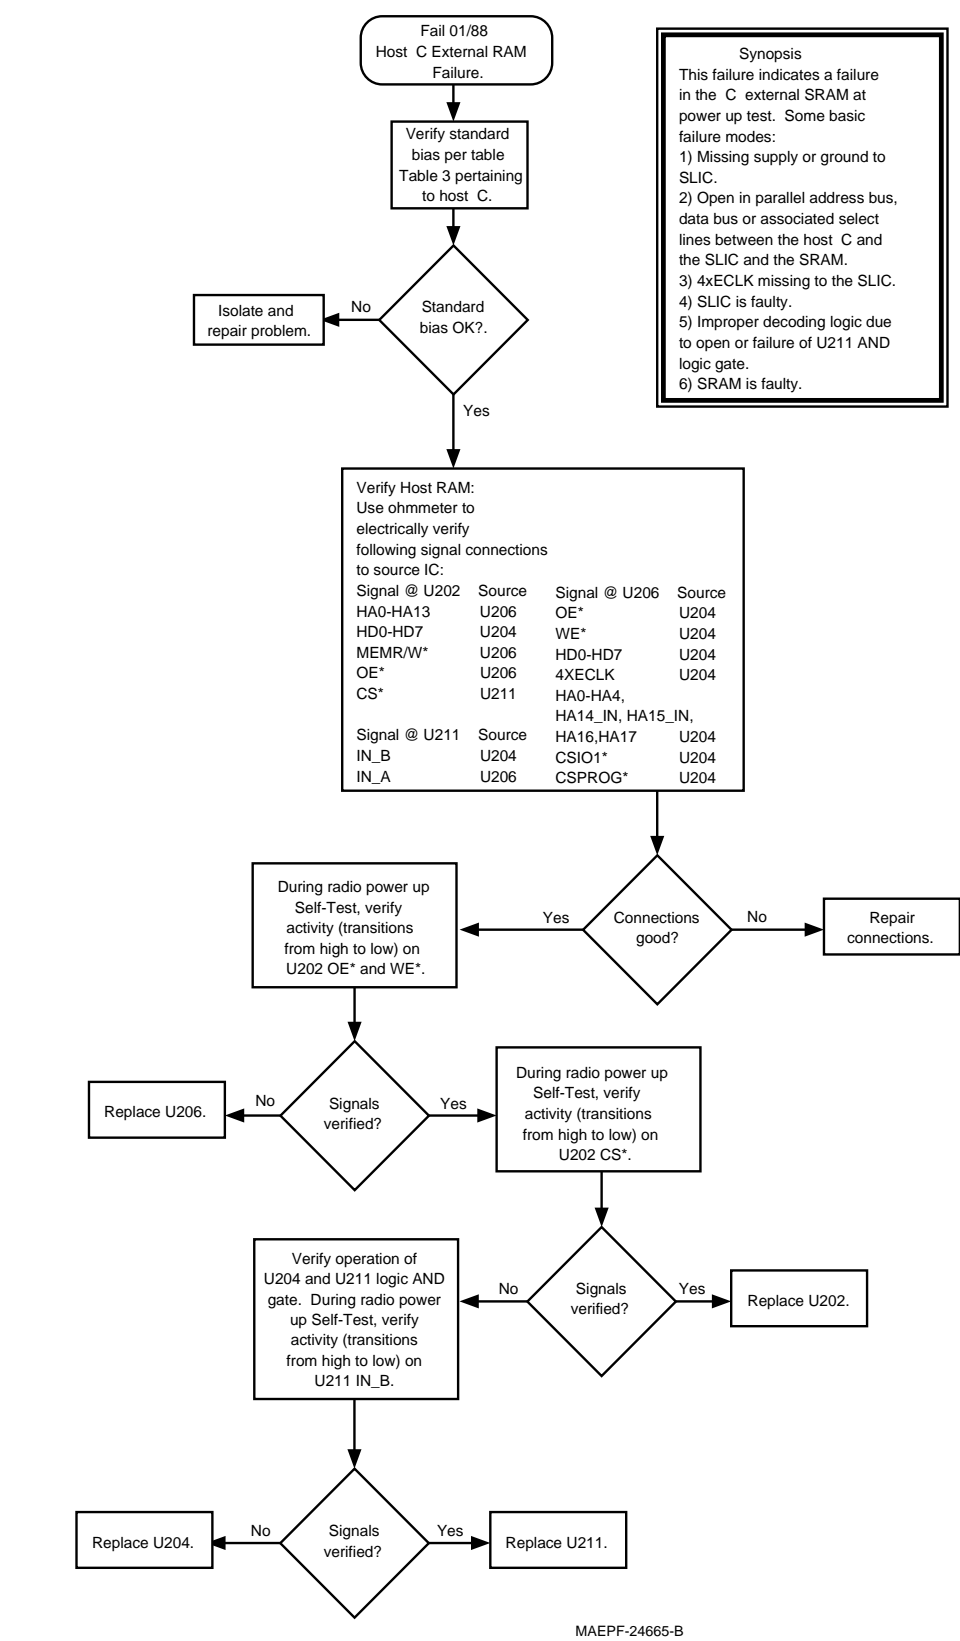 Fail 01/88
Host C External RAM
Failure.
Synopsis
This failure indicates a failure
in the C external SRAM at
power up test. Some basic
failure modes:
1) Missing supply or ground to
SLIC.
2) Open in parallel address bus,
data bus or associated select
lines between the host C and
the SLIC and the SRAM.
3) 4xECLK missing to the SLIC.
4) SLIC is faulty.
5) Improper decoding logic due
to open or failure of U211 AND
logic gate.
6) SRAM is faulty.
Verify standard
bias per table
Table 3 pertaining
to host C.
Standard
bias OK?.
No
Isolate and
repair problem.
Yes
Verify Host RAM:
Use ohmmeter to
electrically verify
following signal connections
to source IC:
Signal @ U202 Source
HA0-HA13 U206
HD0-HD7 U204
MEMR/W* U206
OE* U206
CS* U211
Signal @ U211 Source
IN_B U204
IN_A U206
Signal @ U206 Source
OE* U204
WE* U204
HD0-HD7 U204
4XECLK U204
HA0-HA4,
HA14_IN, HA15_IN,
HA16,HA17 U204
CSIO1* U204
CSPROG* U204
Connections
good?
No
Repair
connections.
Yes
During radio power up
Self-Test, verify
activity (transitions
from high to low) on
U202 OE* and WE*.
Signals
verified?
No
Replace U206.
Yes
During radio power up
Self-Test, verify
activity (transitions
from high to low) on
U202 CS*.
Signals
verified?
Yes
Replace U202.
No
Verify operation of
U204 and U211 logic AND
gate. During radio power
up Self-Test, verify
activity (transitions
from high to low) on
U211 IN_B.
Signals
verified?
No
Replace U204.
Yes
Replace U211.
MAEPF-24665-B